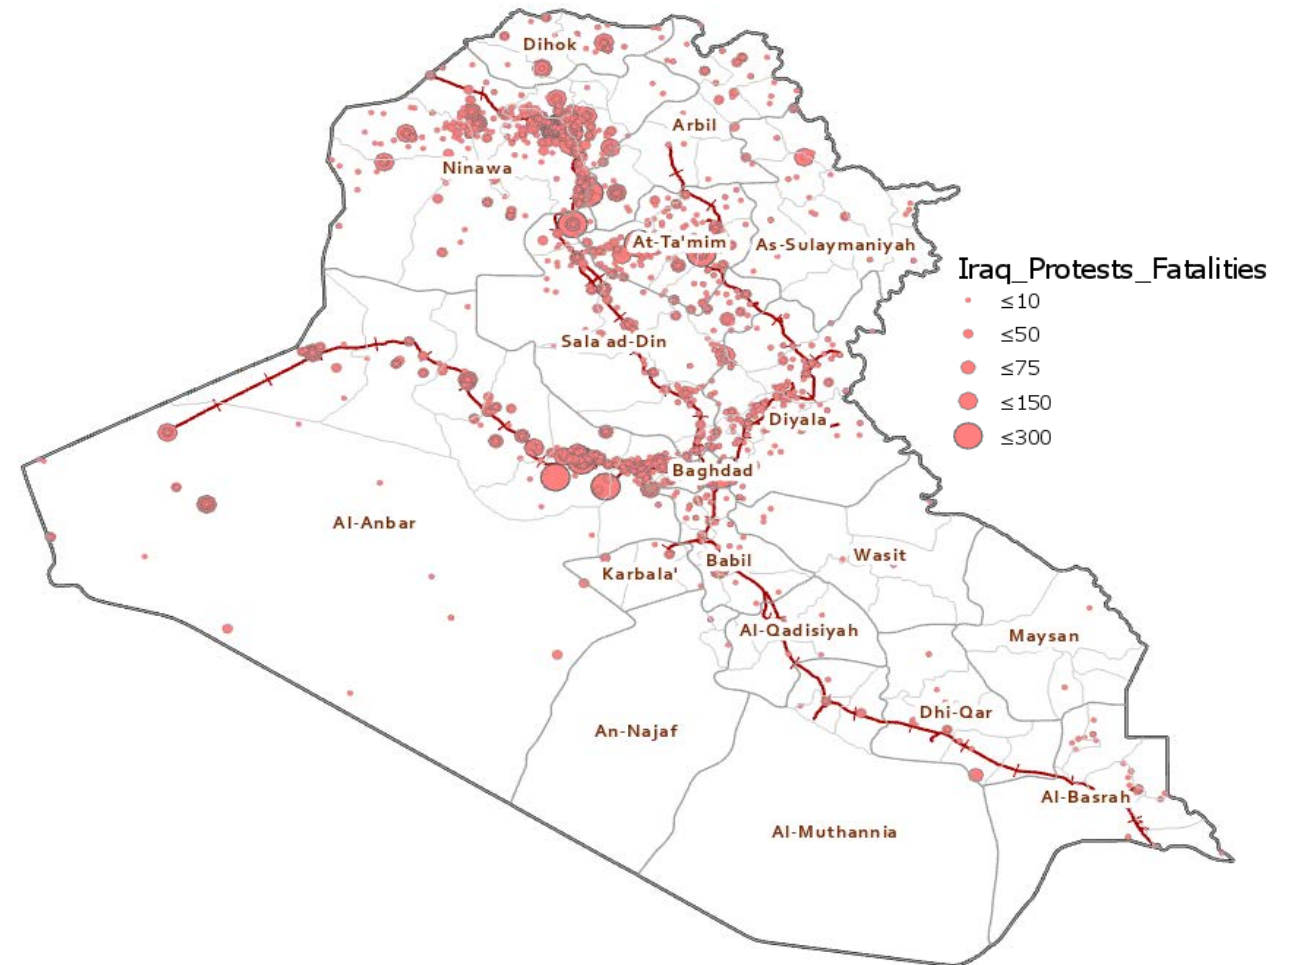 Dihok
Arbil
Ninawa
At-Ta'mim
As-Sulaymaniyah
Iraq_Protests_Fatalities
≤10
≤50
≤75
≤150
≤300
Sala ad-Din
Diyala
Baghdad
Al-Anbar
Babil
Wasit
Karbala'
Al-Qadisiyah
Maysan
Dhi-Qar
An-Najaf
Al-Basrah
Al-Muthannia